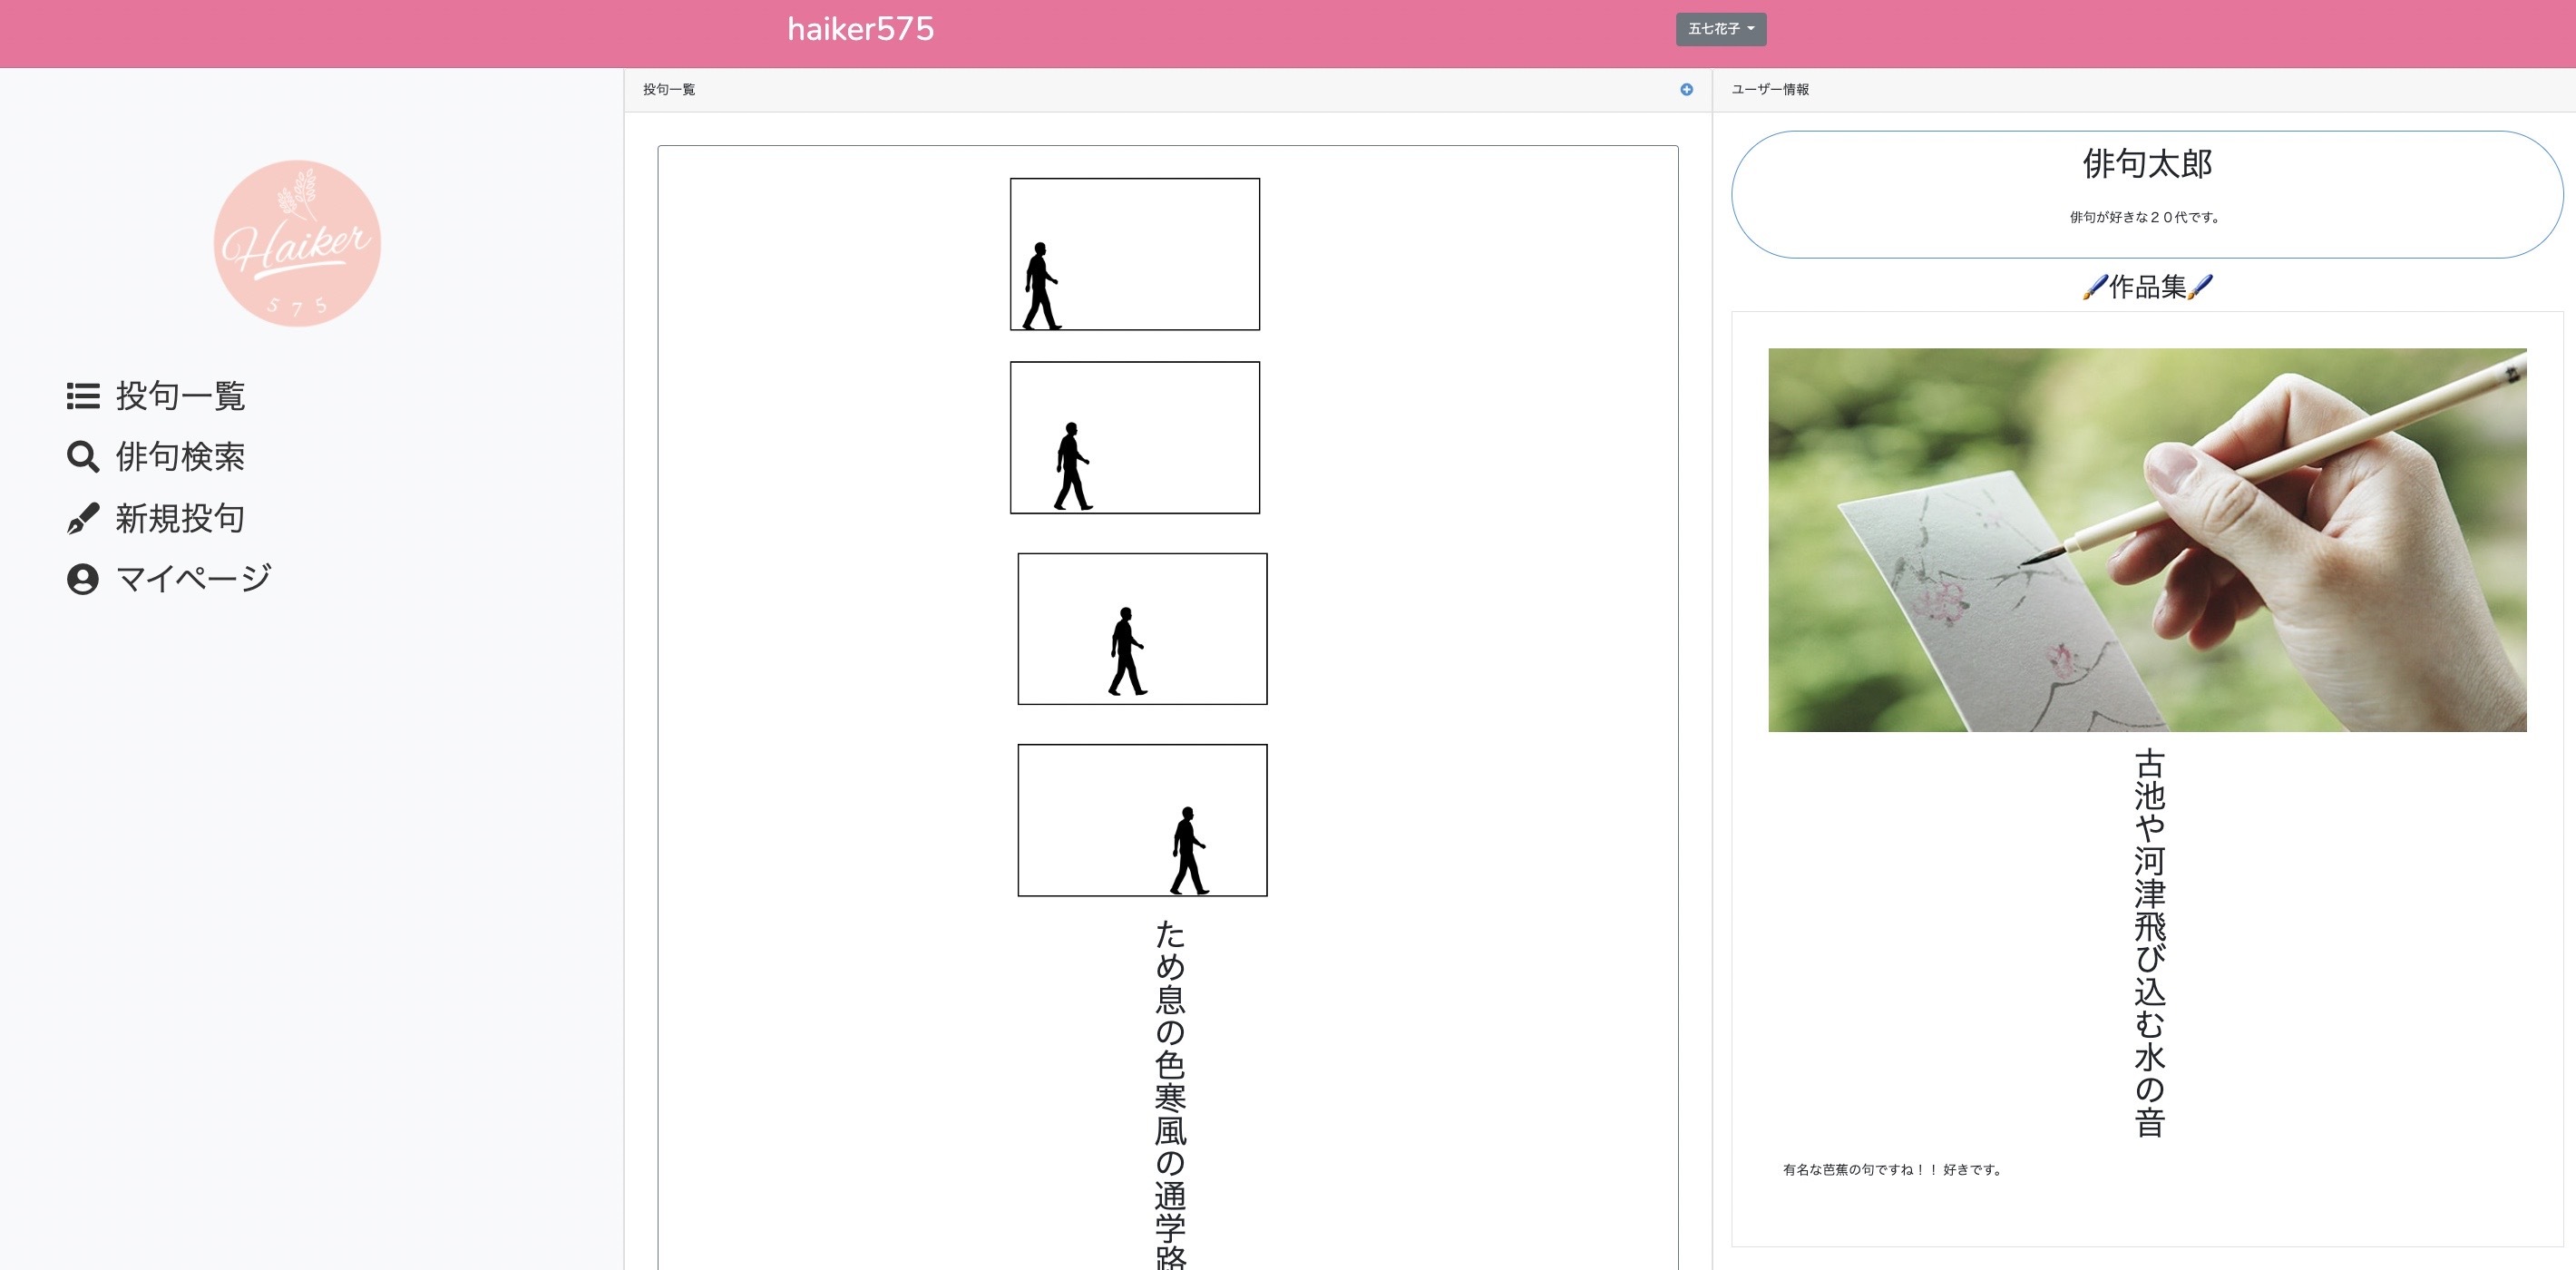 haiker575
五七花子
Haiker
5 7 5
投句一覧
俳句検索
新規投句
マイページ
投句一覧
ため息の色寒風の通学路
ユーザー情報
俳句太郎
俳句が好きな２０代です。
🖌作品集🖌
古池や河津飛び込む水の音
有名な芭蕉の句ですね！！ 好きです。